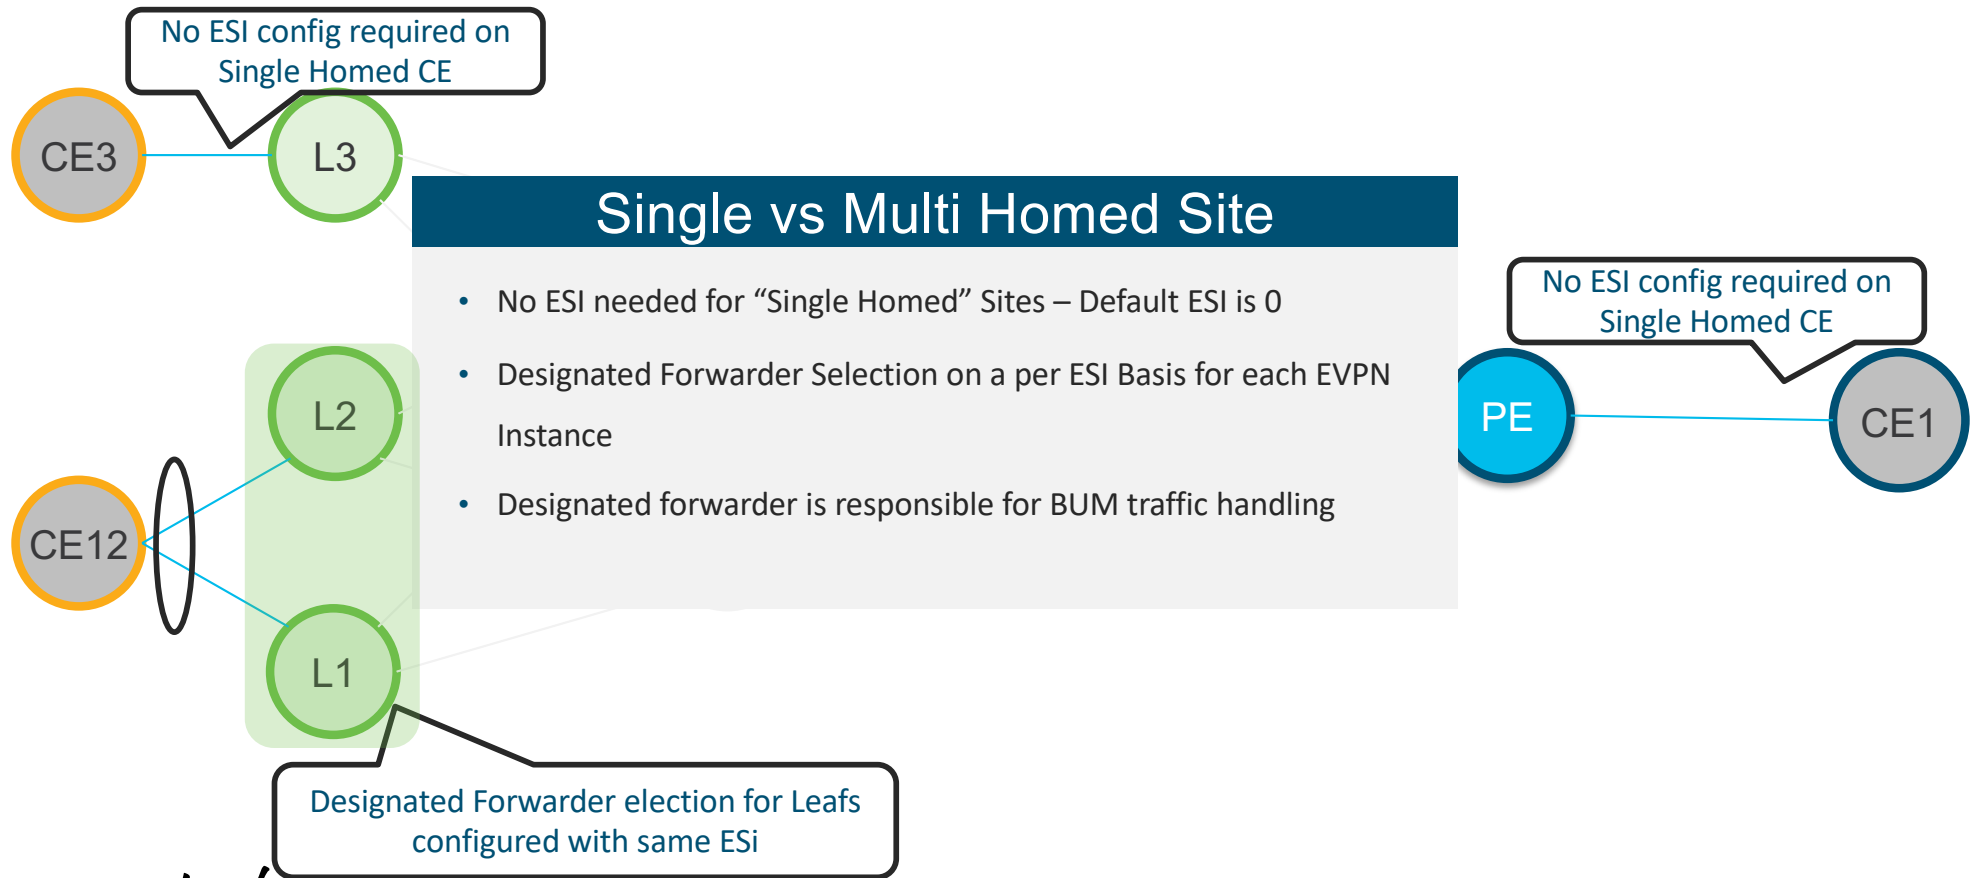 No ESI config required on
Single Homed CE
CE3
L3
Single vs Multi Homed Site
• No ESI needed for “Single Homed” Sites – Default ESI is 0
• Designated Forwarder Selection on a per ESI Basis for each EVPN
Instance
• Designated forwarder is responsible for BUM traffic handling
No ESI config required on
Single Homed CE
L2
PE
CE1
CE12
L1
Designated Forwarder election for Leafs
configured with same ESi